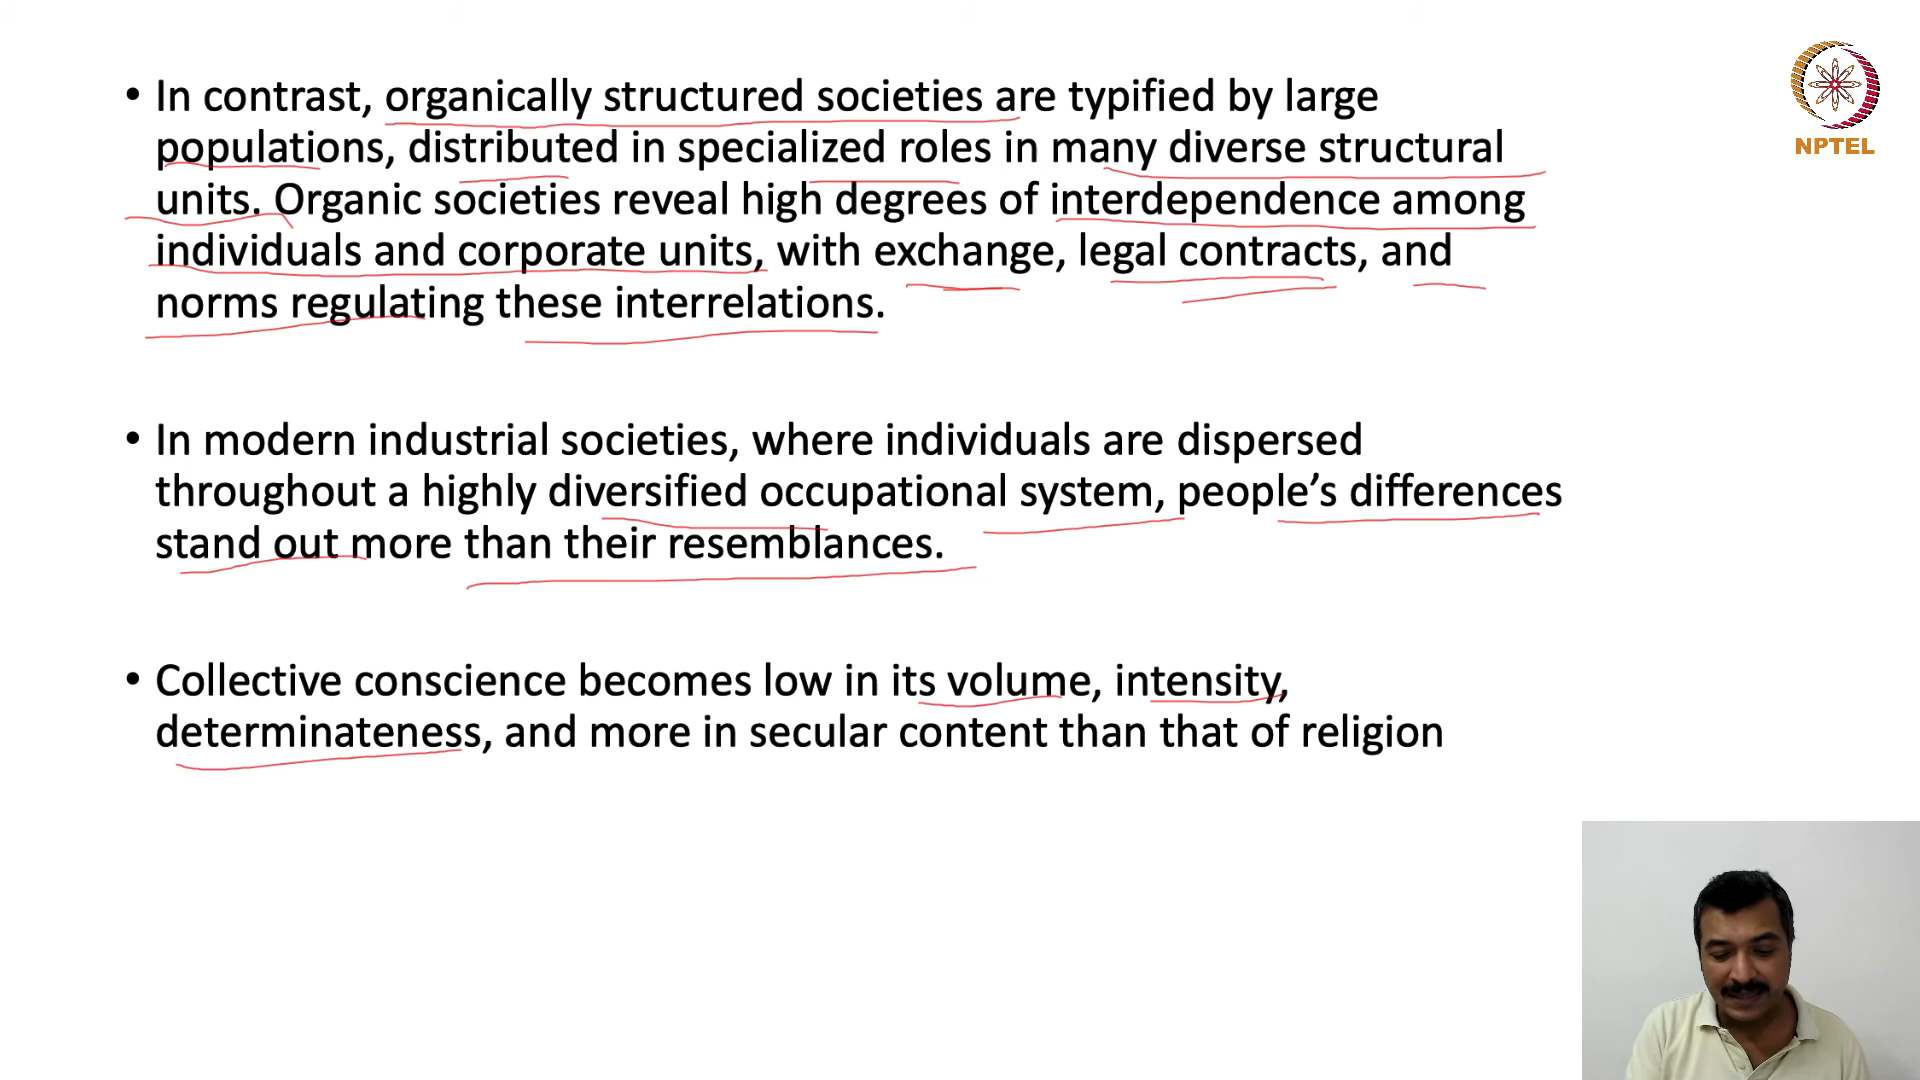 • In contrast, organically structured societies are typified by large
populations, distributed in specialized roles in many diverse structural
units. Organic societies reveal high degrees of interdependence among
individuals and corporate units, with exchange, legal contracts, and
norms regulating these interrelations.
• In modern industrial societies, where individuals are dispersed
throughout a highly diversified occupational system, people’s differences
stand out more than their resemblances.
• Collective conscience becomes low in its volume, intensity,
determinateness, and more in secular content than that of religion
NPTEL